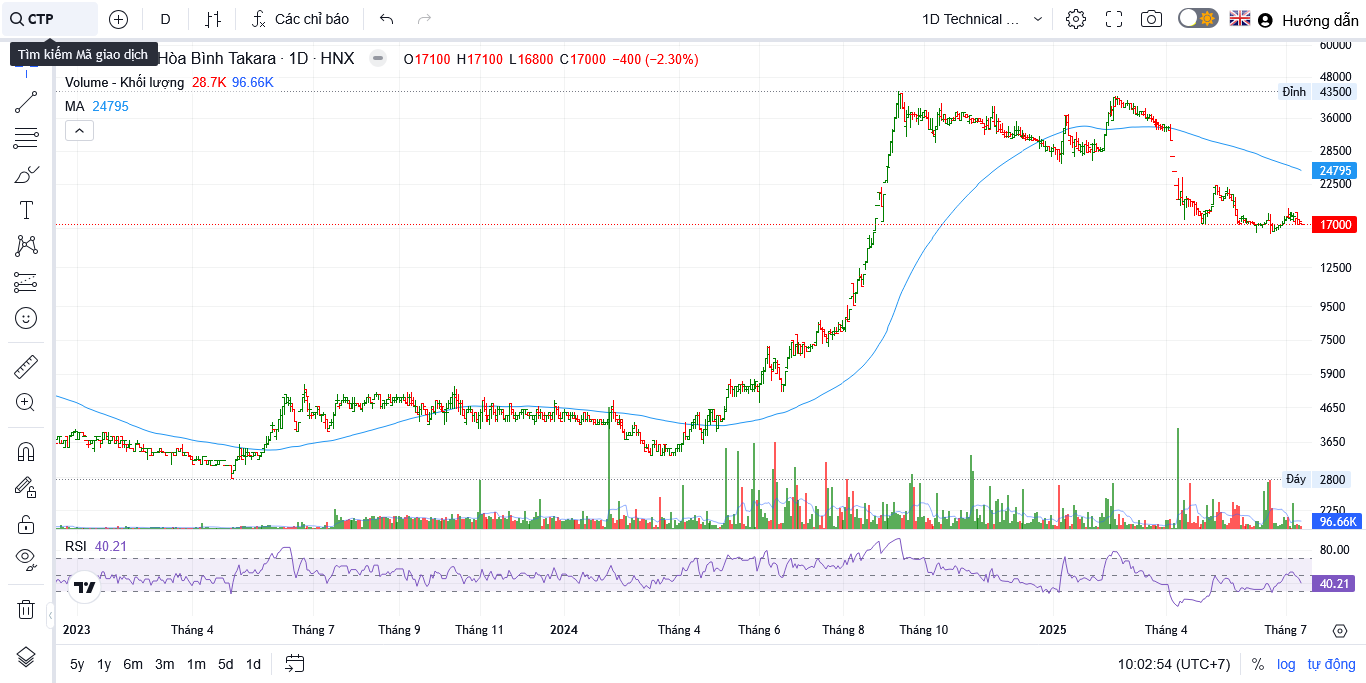 CTP
D
Các chỉ báo
1D Technical ...
Hướng dẫn
Tìm kiếm Mã giao dịch
Hòa Bình Takara · 1D · HNX
O17100 H17100 L16800 C17000 −400 (−2.30%)
Volume - Khối lượng 28.7K 96.66K
MA 24795
60000
48000
Đỉnh 43500
36000
28500
24795
22500
17000
12500
9500
7500
5900
4650
3650
Đáy 2800
2250
96.66K
RSI 40.21
80.00
40.21
2023 Tháng 4 Tháng 7 Tháng 9 Tháng 11 2024 Tháng 4 Tháng 6 Tháng 8 Tháng 10 2025 Tháng 4 Tháng 7
5y 1y 6m 3m 1m 5d 1d
10:02:54 (UTC+7) % log tự động